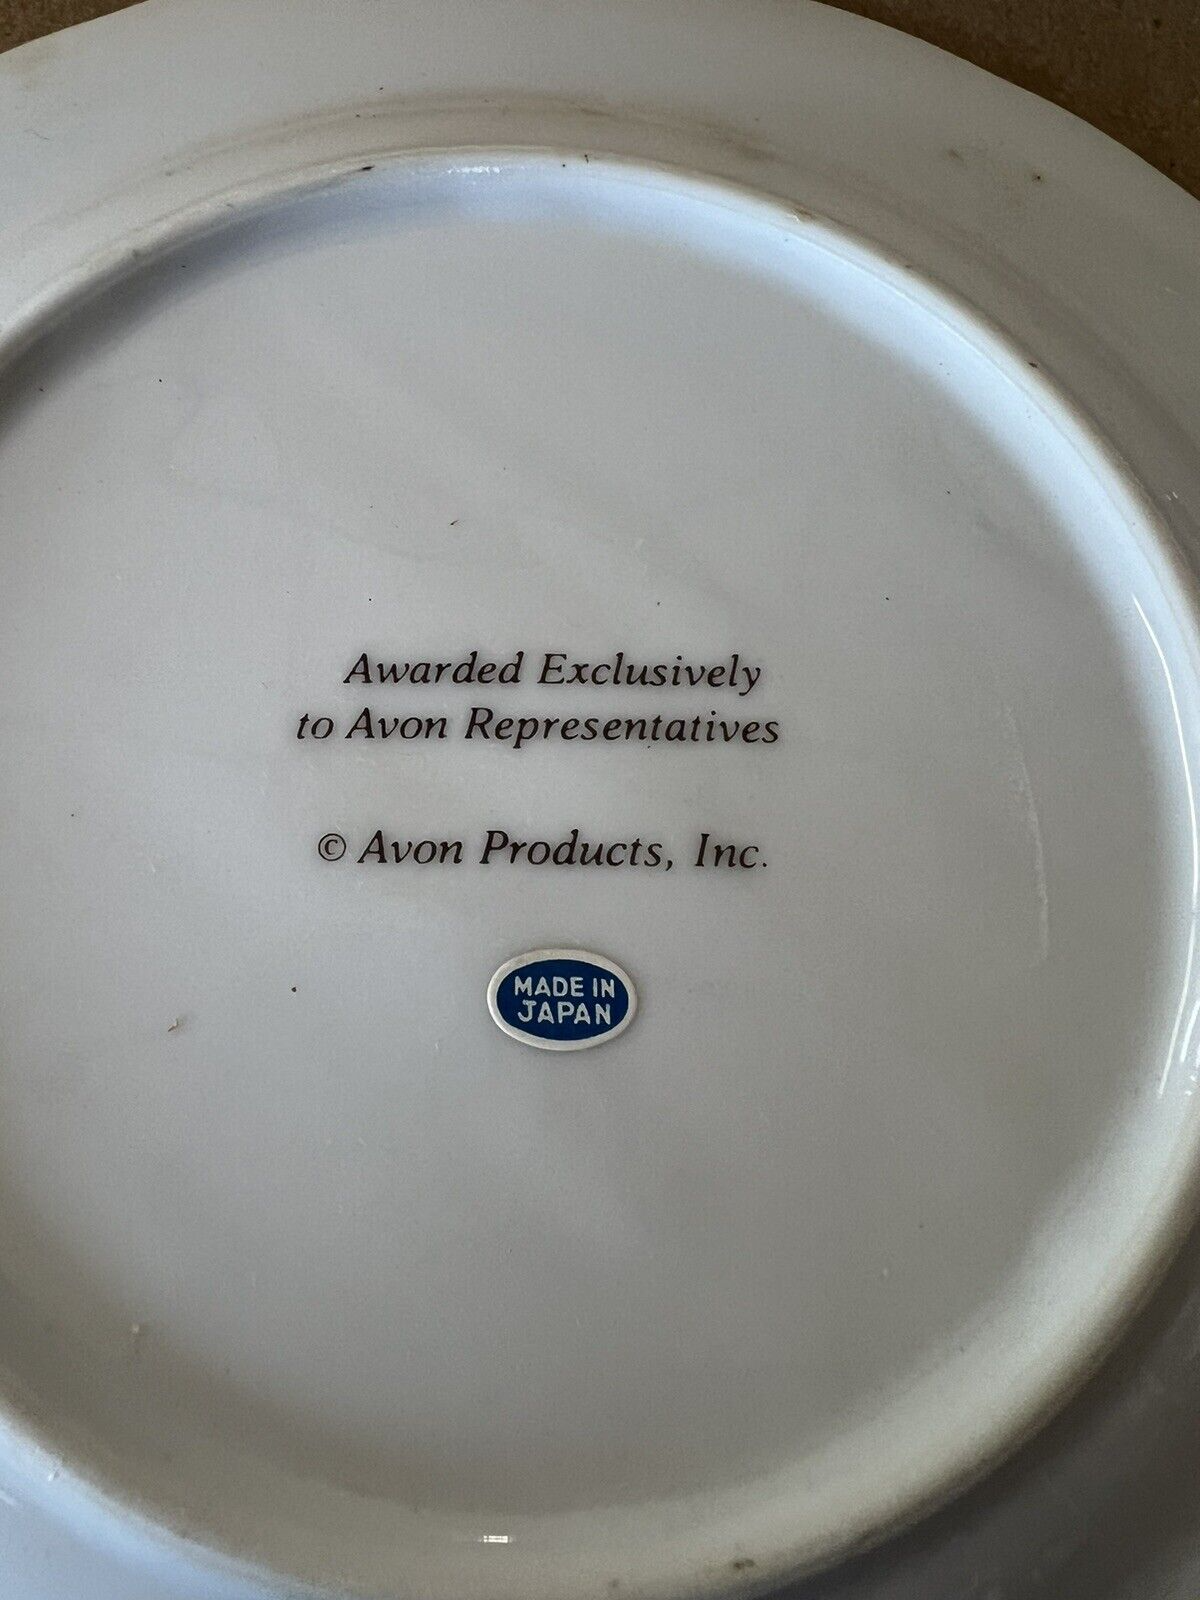 Awarded Exclusively
to Avon Representatives
© Avon Products, Inc.
MADE IN
JAPAN